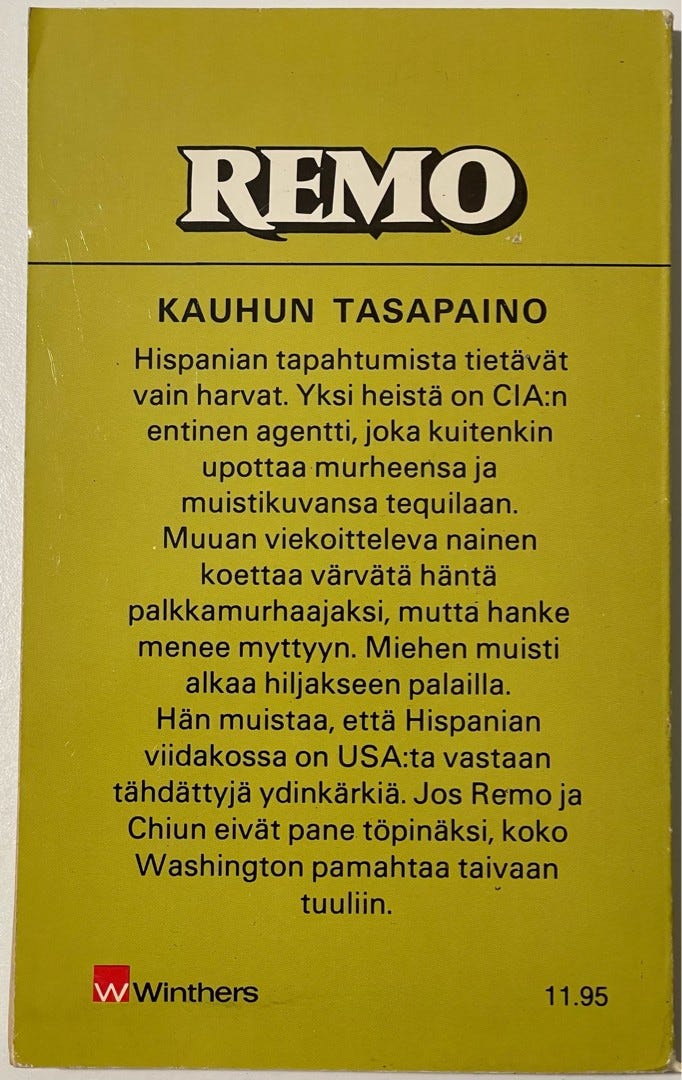 REMO
KAUHUN TASAPAINO
Hispanian tapahtumista tietävät
vain harvat. Yksi heistä on CIA:n
entinen agentti, joka kuitenkin
upottaa murheensa ja
muistikuvansa tequilaan.
Muuan viekoitteleva nainen
koettaa värvätä häntä
palkkamurhaajaksi, mutta hanke
menee myttyyn. Miehen muisti
alkaa hiljakseen palailla.
Hän muistaa, että Hispanian
viidakossa on USA:ta vastaan
tähdättyjä ydinkärkiä. Jos Remo ja
Chiun eivät pane töpinäksi, koko
Washington pamahtaa taivaan
tuuliin.
W Winthers
11.95